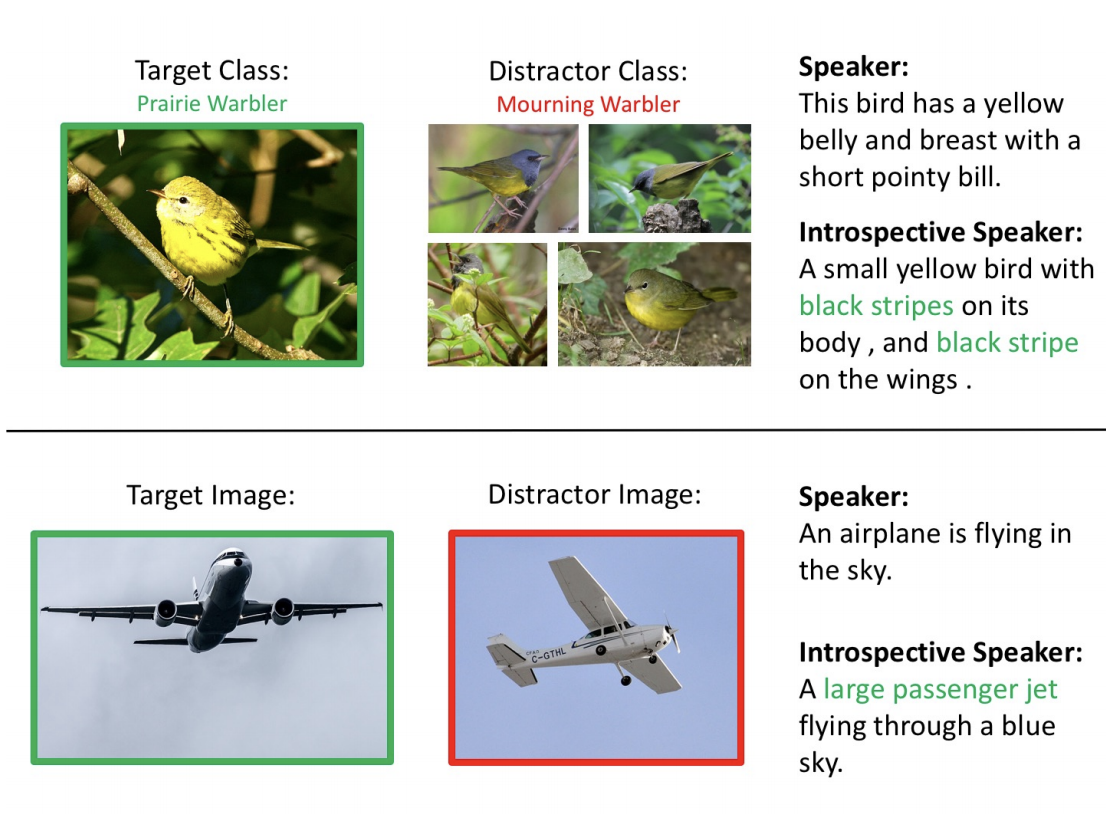 Target Class:
Prairie Warbler
Distractor Class:
Mourning Warbler
Speaker:
This bird has a yellow
belly and breast with a
short pointy bill.
Introspective Speaker:
A small yellow bird with
black stripes on its
body , and black stripe
on the wings .
Target Image:
Distractor Image:
C-GTHL
Speaker:
An airplane is flying in
the sky.
Introspective Speaker:
A large passenger jet
flying through a blue
sky.